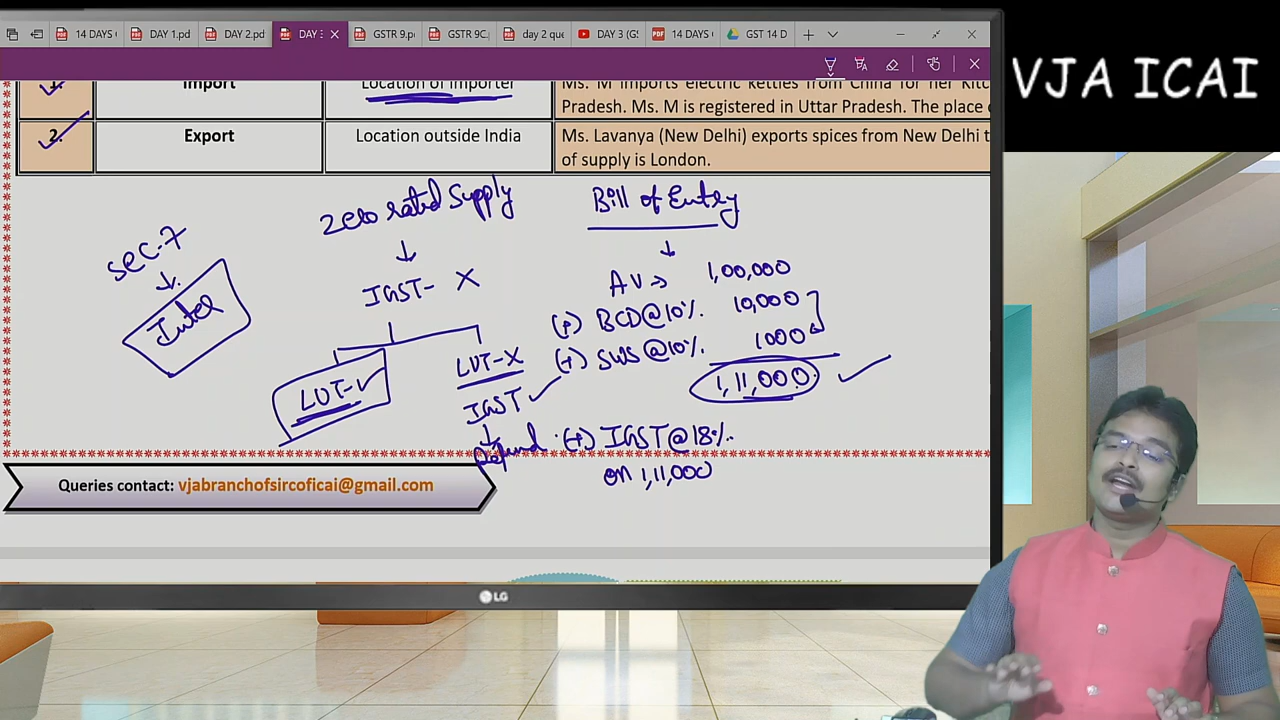 14 DAYS (
DAY 1.pd
DAY 2.pd
DAY
GSTR 9.p
GSTR 9C.
day 2 que
DAY 3 (GS
14 DAYS (
GST 14 D
VJA ICAI
1.
Import
Location of Importer
Ms. M imports electric kettles from China for her Kitc
Pradesh. Ms. M is registered in Uttar Pradesh. The place o
2.
Export
Location outside India
Ms. Lavanya (New Delhi) exports spices from New Delhi t
of supply is London.
Sec-7
Inter
Zero rated Supply
IGST- X
LUT-✓
LUT-X
IGST ✓
Refund
Bill of Entry
AV → 1,00,000
(+) BCD@10%. 10,000
(+) SWS@10%. 1000
1,11,000
(+) IGST@18%.
on 1,11,000
Queries contact: vjabranchofsircoficai@gmail.com
LG